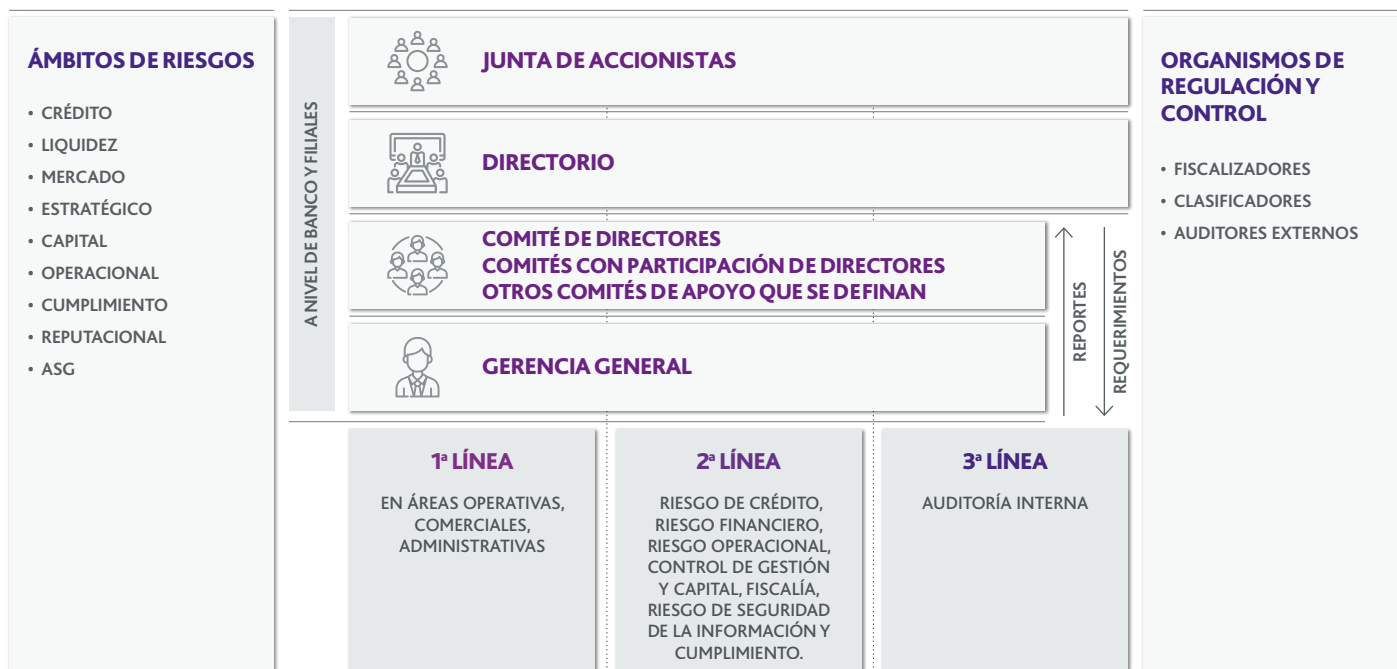 ÁMBITOS DE RIESGOS
• CRÉDITO
• LIQUIDEZ
• MERCADO
• ESTRATÉGICO
• CAPITAL
• OPERACIONAL
• CUMPLIMIENTO
• REPUTACIONAL
• ASG
A NIVEL DE BANCO Y FILIALES
JUNTA DE ACCIONISTAS
DIRECTORIO
COMITÉ DE DIRECTORES
COMITÉS CON PARTICIPACIÓN DE DIRECTORES
OTROS COMITÉS DE APOYO QUE SE DEFINAN
GERENCIA GENERAL
REPORTES
REQUERIMIENTOS
1ª LÍNEA
EN ÁREAS OPERATIVAS,
COMERCIALES,
ADMINISTRATIVAS
2ª LÍNEA
RIESGO DE CRÉDITO,
RIESGO FINANCIERO,
RIESGO OPERACIONAL,
CONTROL DE GESTIÓN
Y CAPITAL, FISCALÍA,
RIESGO DE SEGURIDAD
DE LA INFORMACIÓN Y
CUMPLIMIENTO.
3ª LÍNEA
AUDITORÍA INTERNA
ORGANISMOS DE
REGULACIÓN Y
CONTROL
• FISCALIZADORES
• CLASIFICADORES
• AUDITORES EXTERNOS